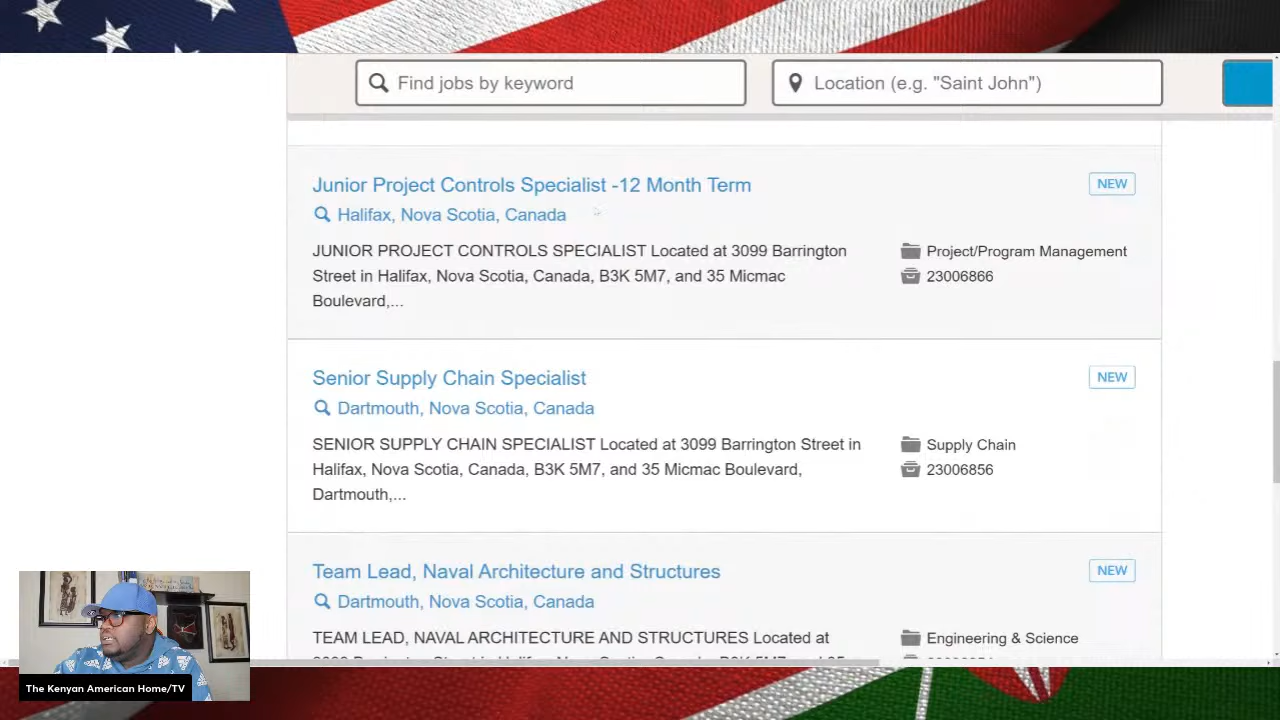 Find jobs by keyword
Location (e.g. "Saint John")
Junior Project Controls Specialist -12 Month Term
NEW
Halifax, Nova Scotia, Canada
JUNIOR PROJECT CONTROLS SPECIALIST Located at 3099 Barrington
Street in Halifax, Nova Scotia, Canada, B3K 5M7, and 35 Micmac
Boulevard,...
Project/Program Management
23006866
Senior Supply Chain Specialist
NEW
Dartmouth, Nova Scotia, Canada
SENIOR SUPPLY CHAIN SPECIALIST Located at 3099 Barrington Street in
Halifax, Nova Scotia, Canada, B3K 5M7, and 35 Micmac Boulevard,
Dartmouth,...
Supply Chain
23006856
Team Lead, Naval Architecture and Structures
NEW
Dartmouth, Nova Scotia, Canada
TEAM LEAD, NAVAL ARCHITECTURE AND STRUCTURES Located at
Engineering & Science
The Kenyan American Home/TV